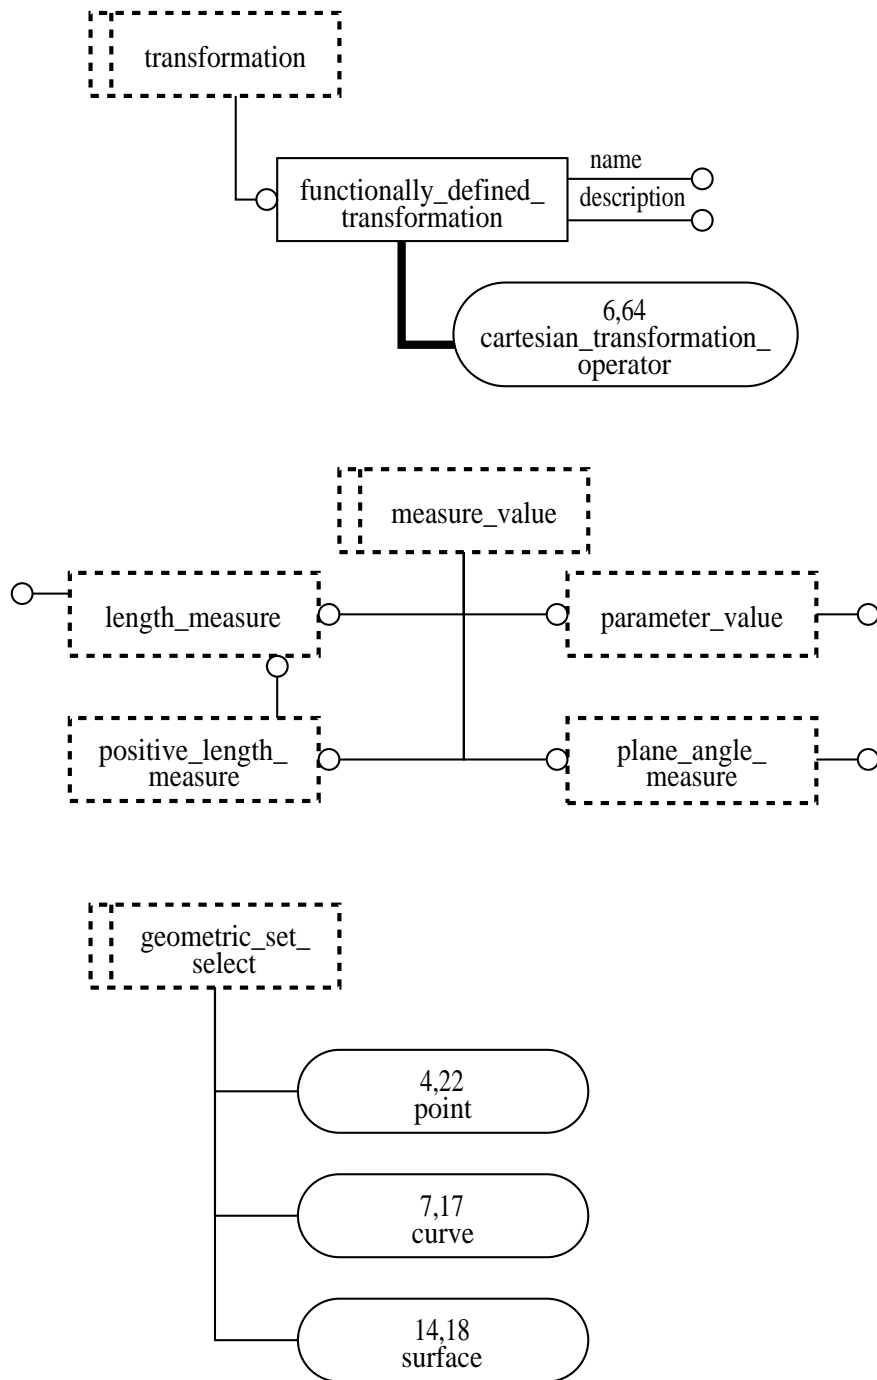 transformation
name
functionally_defined_
description
transformation
6,64
cartesian_transformation_
operator
measure_value
length_measure
parameter_value
positive_length_
measure
plane_angle_
measure
geometric_set_
select
4,22
point
7,17
curve
14,18
surface